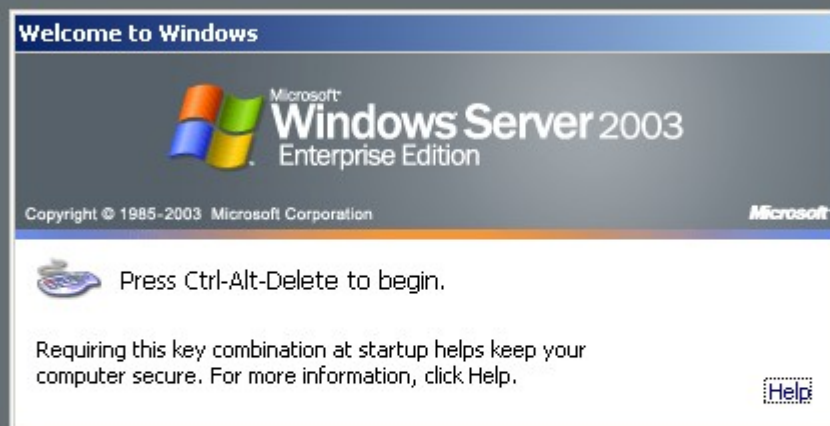 Welcome to Windows
Microsoft
Windows Server 2003
Enterprise Edition
Copyright © 1985-2003 Microsoft Corporation
Microsoft
Press Ctrl-Alt-Delete to begin.
Requiring this key combination at startup helps keep your
computer secure. For more information, click Help.
Help